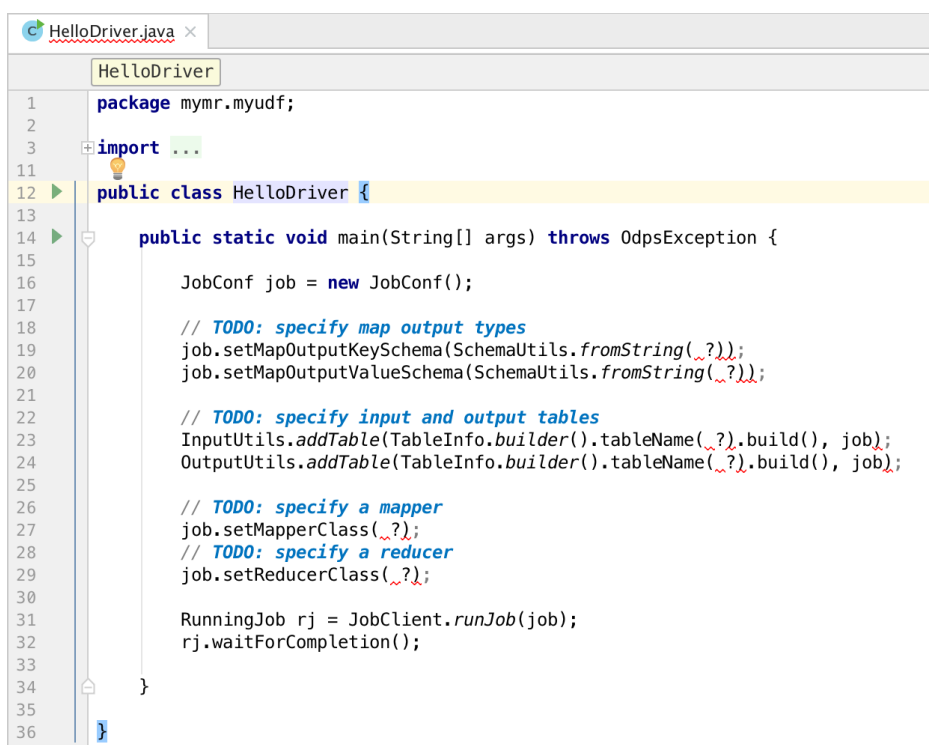 HelloDriver.java
HelloDriver
1 package mymr.myudf;
2
3 import ...
11
12 public class HelloDriver {
13
14 public static void main(String[] args) throws OdpsException {
15
16 JobConf job = new JobConf();
17
18 // TODO: specify map output types
19 job.setMapOutputKeySchema(SchemaUtils.fromString( ?));
20 job.setMapOutputValueSchema(SchemaUtils.fromString( ?));
21
22 // TODO: specify input and output tables
23 InputUtils.addTable(TableInfo.builder().tableName( ?).build(), job);
24 OutputUtils.addTable(TableInfo.builder().tableName( ?).build(), job);
25
26 // TODO: specify a mapper
27 job.setMapperClass( ?);
28 // TODO: specify a reducer
29 job.setReducerClass( ?);
30
31 RunningJob rj = JobClient.runJob(job);
32 rj.waitForCompletion();
33
34 }
35
36 }